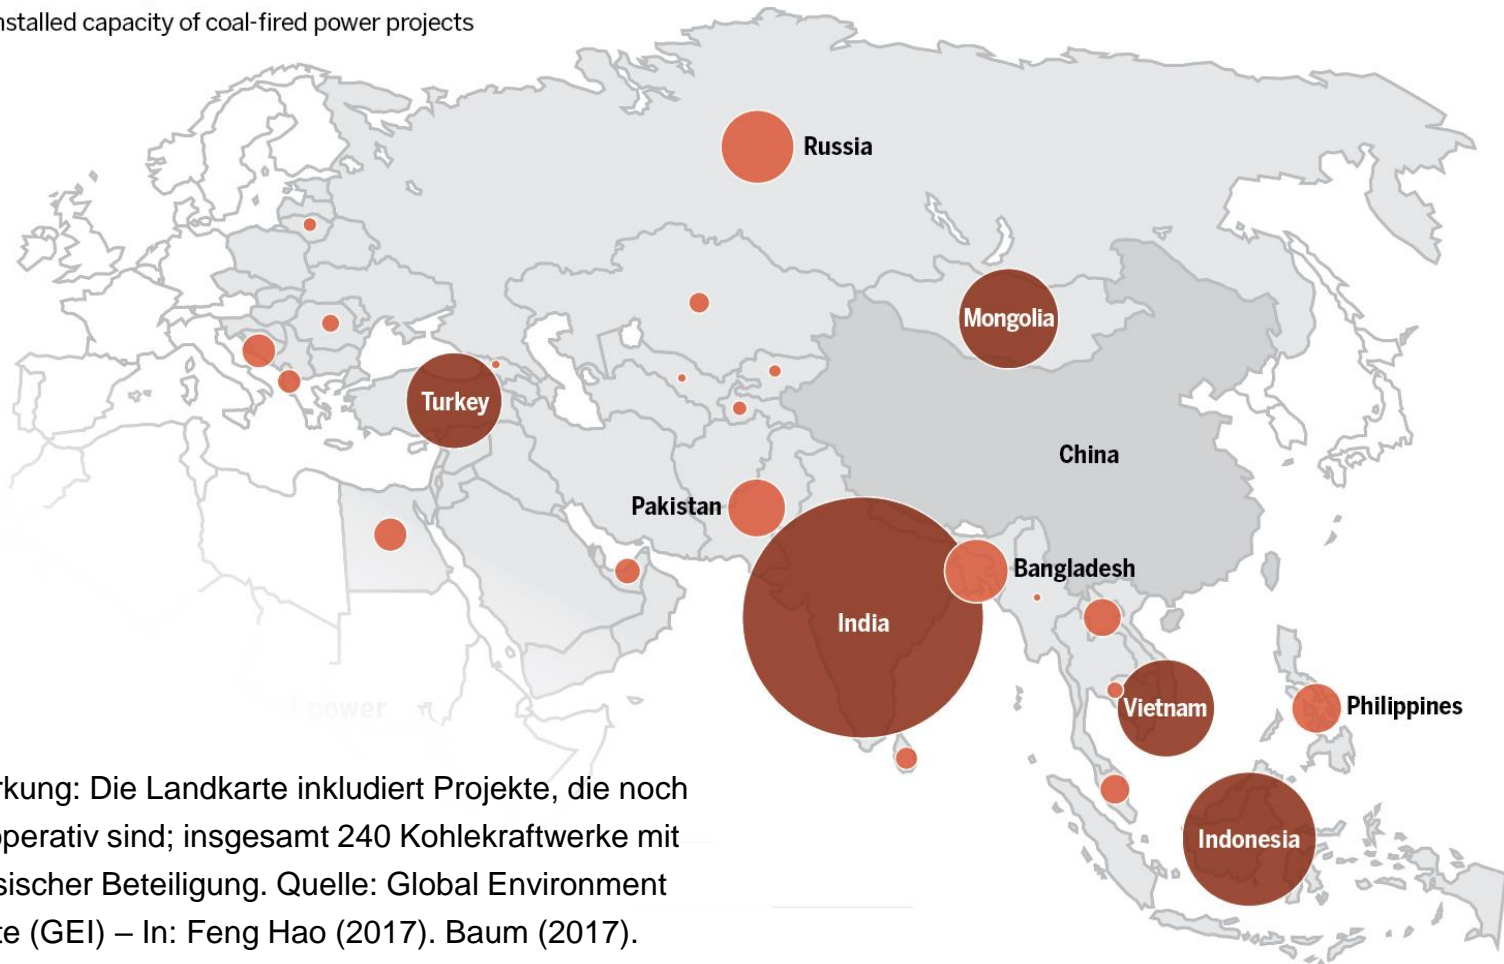 nstalled capacity of coal-fired power projects
Russia
Mongolia
Turkey
China
Pakistan
Bangladesh
India
Vietnam
Philippines
ed power
Indonesia
rkung: Die Landkarte inkludiert Projekte, die noch
operativ sind; insgesamt 240 Kohlekraftwerke mit
sischer Beteiligung. Quelle: Global Environment
te (GEI) – In: Feng Hao (2017). Baum (2017).